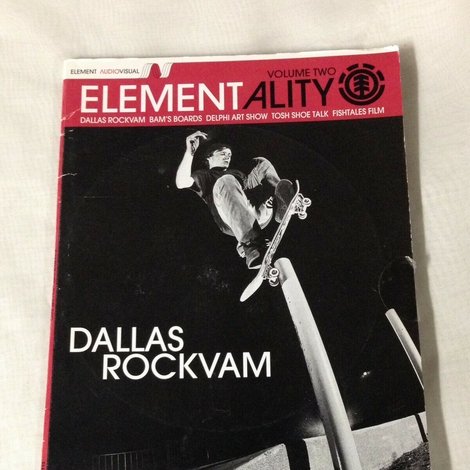 ELEMENT AUDIOVISUAL
VOLUME TWO
ELEMENTALITY
DALLAS ROCKVAM BAM'S BOARDS DELPHI ART SHOW TOSH SHOE TALK FISHTALES FILM
DALLAS
ROCKVAM